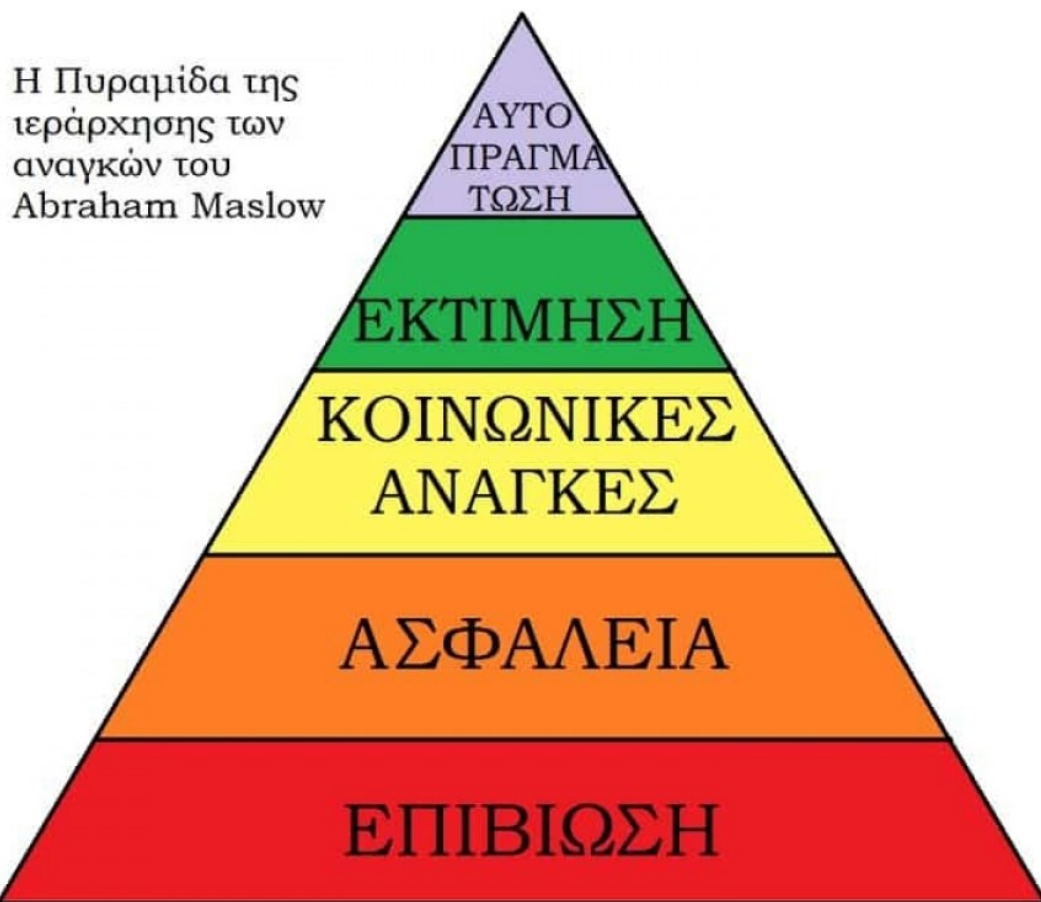 Η Πυραμίδα της
ιεράρχησης των
αναγκών του
Abraham Maslow
ΑΥΤΟ
ΠΡΑΓΜΑ
ΤΩΣΗ
ΕΚΤΙΜΗΣΗ
ΚΟΙΝΩΝΙΚΕΣ
ΑΝΑΓΚΕΣ
ΑΣΦΑΛΕΙΑ
ΕΠΙΒΙΩΣΗ